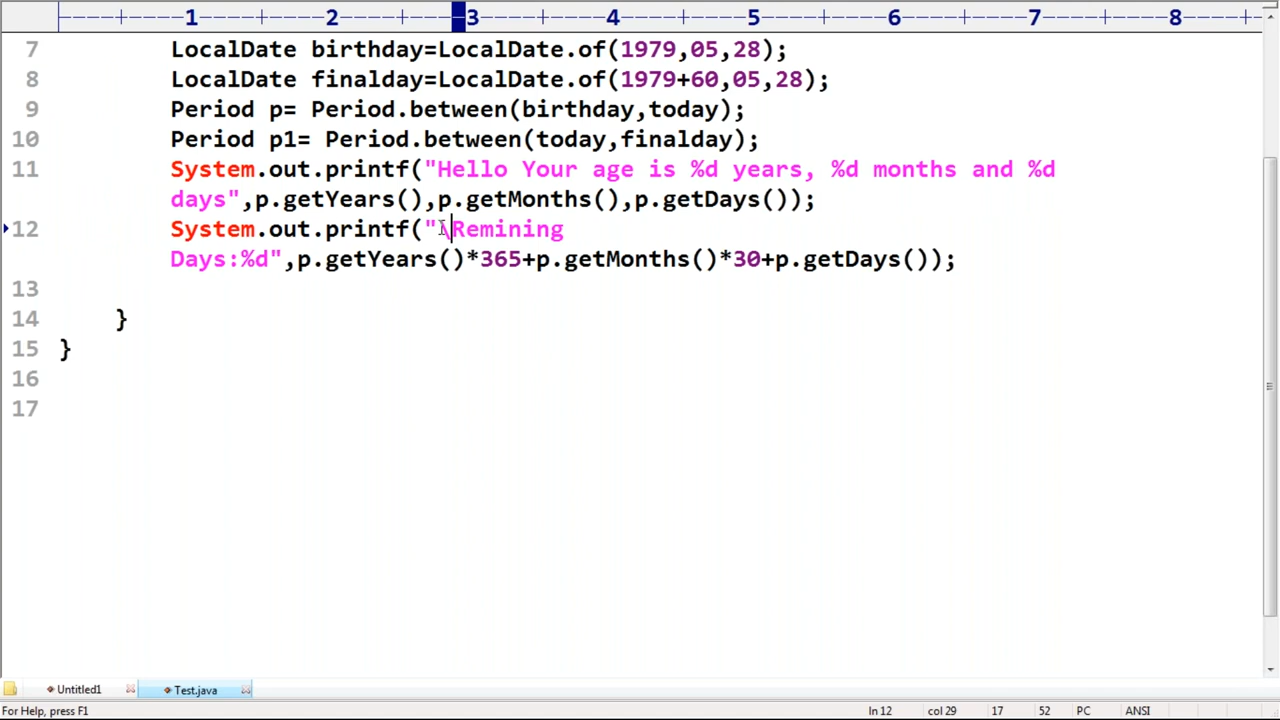 1 2 3 4 5 6 7 8
7 LocalDate birthday=LocalDate.of(1979,05,28);
8 LocalDate finalday=LocalDate.of(1979+60,05,28);
9 Period p= Period.between(birthday,today);
10 Period p1= Period.between(today,finalday);
11 System.out.printf("Hello Your age is %d years, %d months and %d
days",p.getYears(),p.getMonths(),p.getDays());
12 System.out.printf("\Remining
Days:%d",p.getYears()*365+p.getMonths()*30+p.getDays());
13
14 }
15 }
16
17
Untitled1 Test.java
For Help, press F1 ln 12 col 29 17 52 PC ANSI